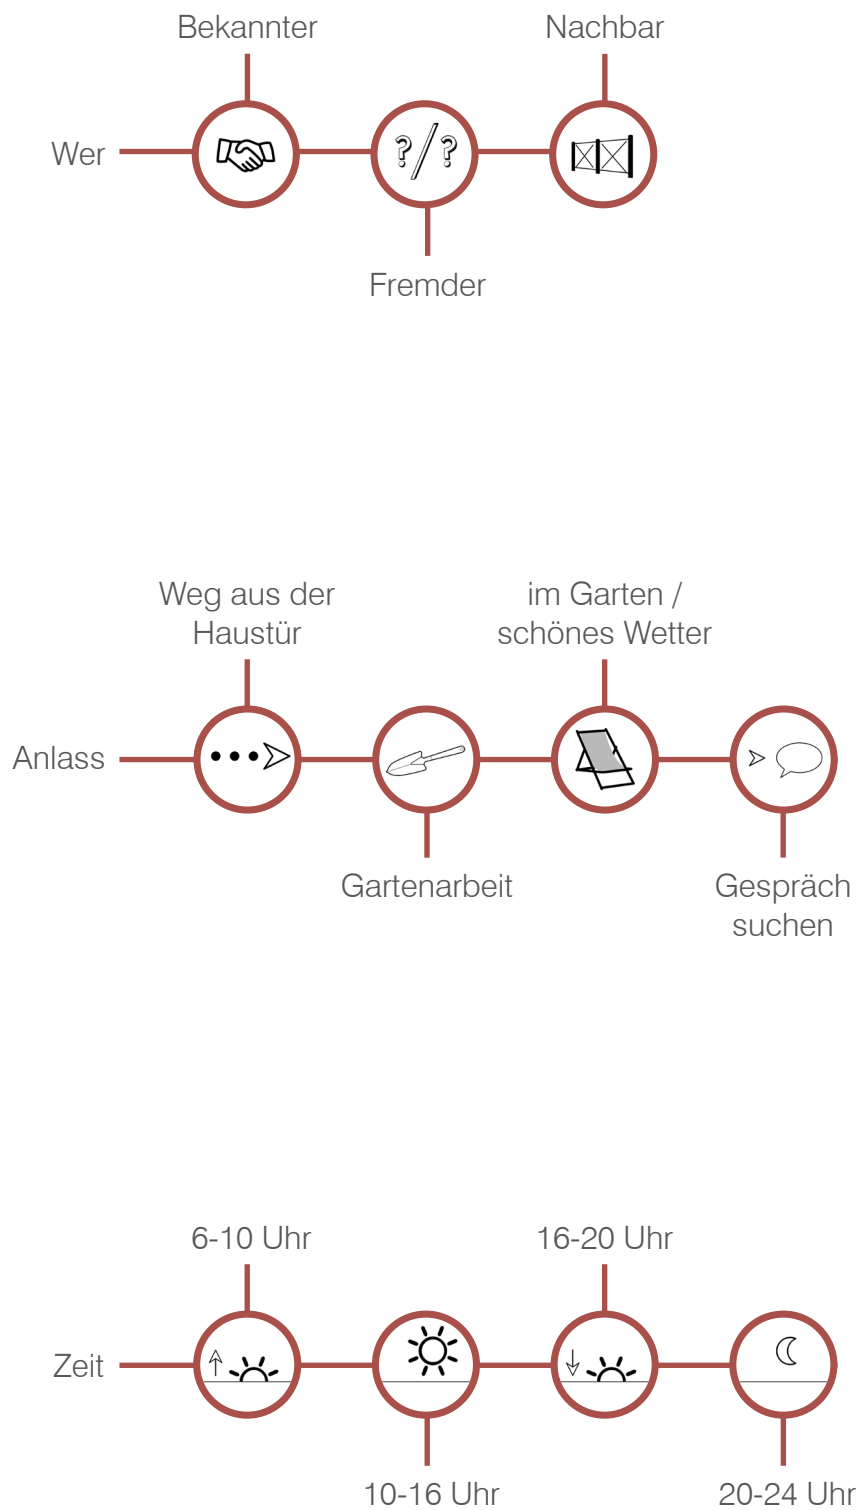 Bekannter
Nachbar
Wer
?/?
Fremder
Weg aus der
Haustür
im Garten /
schönes Wetter
Anlass
Gartenarbeit
Gespräch
suchen
6-10 Uhr
16-20 Uhr
Zeit
10-16 Uhr
20-24 Uhr